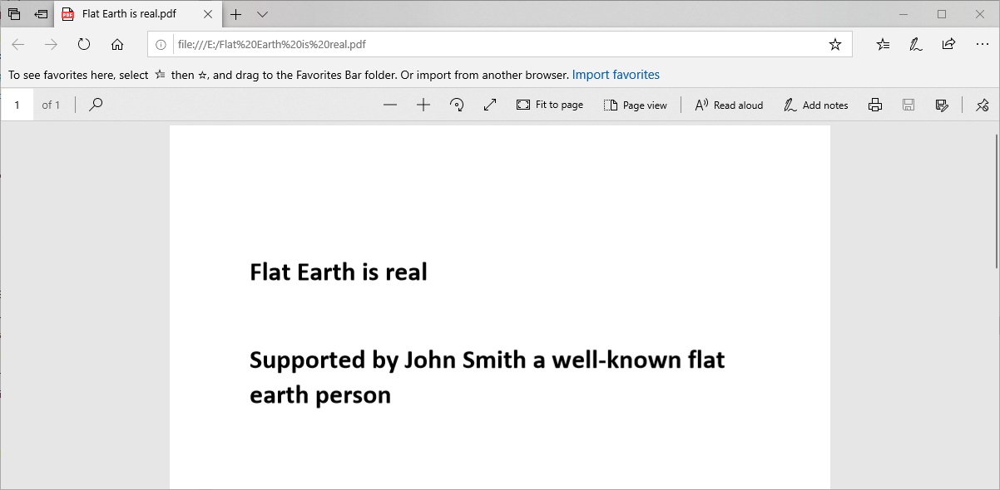 Flat Earth is real.pdf
file:///E:/Flat%20Earth%20is%20real.pdf
To see favorites here, select then , and drag to the Favorites Bar folder. Or import from another browser. Import favorites
1 of 1 Fit to page Page view A Read aloud Add notes
Flat Earth is real
Supported by John Smith a well-known flat
earth person